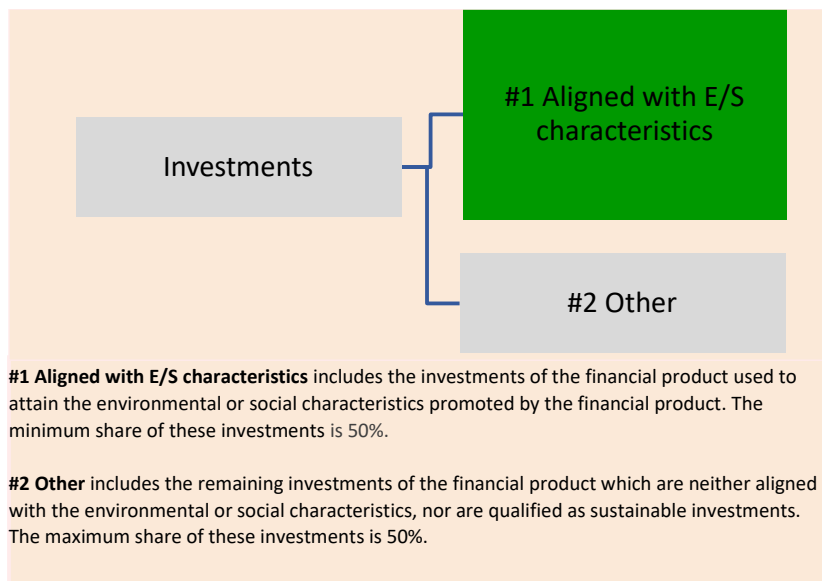 #1 Aligned with E/S
characteristics
Investments
#2 Other
#1 Aligned with E/S characteristics includes the investments of the financial product used to
attain the environmental or social characteristics promoted by the financial product. The
minimum share of these investments is 50%.
#2 Other includes the remaining investments of the financial product which are neither aligned
with the environmental or social characteristics, nor are qualified as sustainable investments.
The maximum share of these investments is 50%.